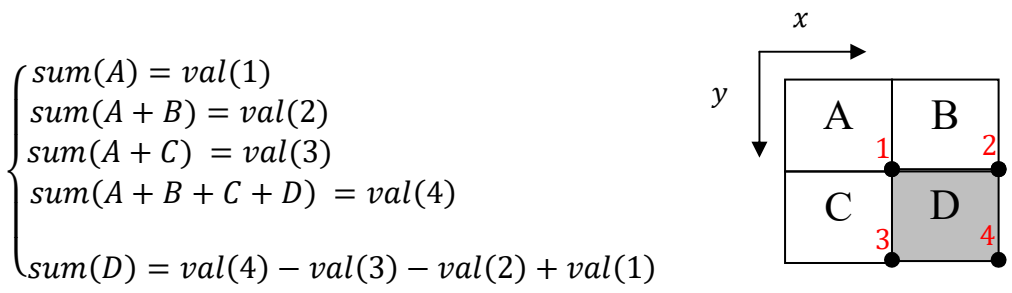 sum(A) = val(1)
sum(A + B) = val(2)
sum(A + C) = val(3)
sum(A + B + C + D) = val(4)
sum(D) = val(4) − val(3) − val(2) + val(1)
x
y
A
B
1
2
C
D
3
4